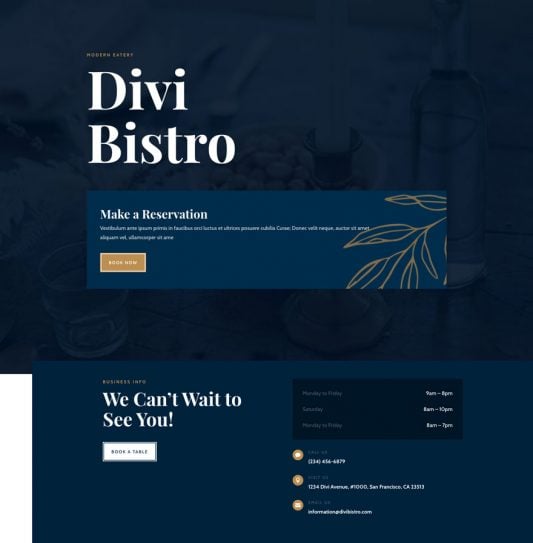 MODERN EATERY
Divi
Bistro
Make a Reservation
Vestibulum ante ipsum primis in faucibus orci luctus et ultrices posuere cubilia Curae; Donec velit neque, auctor sit amet
aliquam vel, ullamcorper sit ame
BOOK NOW
BUSINESS INFO
We Can't Wait to
See You!
BOOK A TABLE
Monday to Friday 9am – 8pm
Saturday 8am – 10pm
Monday to Friday 8am – 7pm
CALL US
(234) 456-6879
VISIT US
1234 Divi Avenue, #1000, San Francisco, CA 23513
EMAIL US
information@divibistro.com